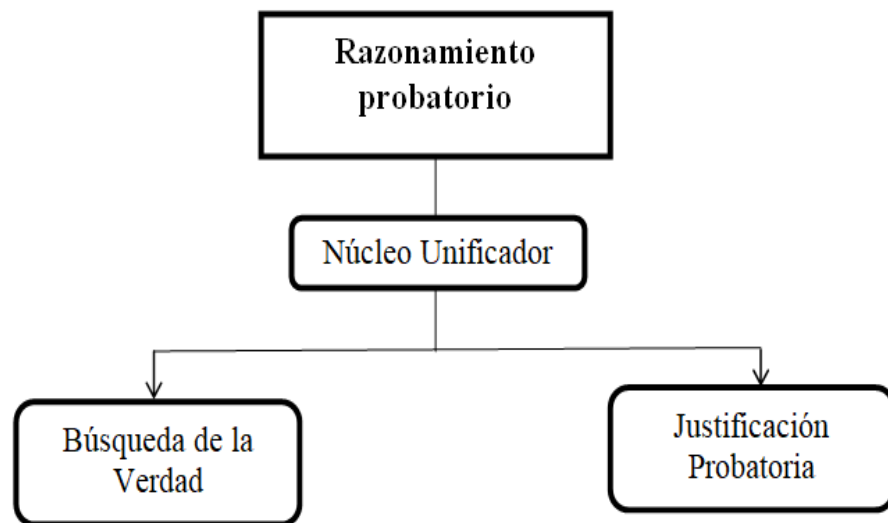 Razonamiento
probatorio
Núcleo Unificador
Búsqueda de la
Verdad
Justificación
Probatoria